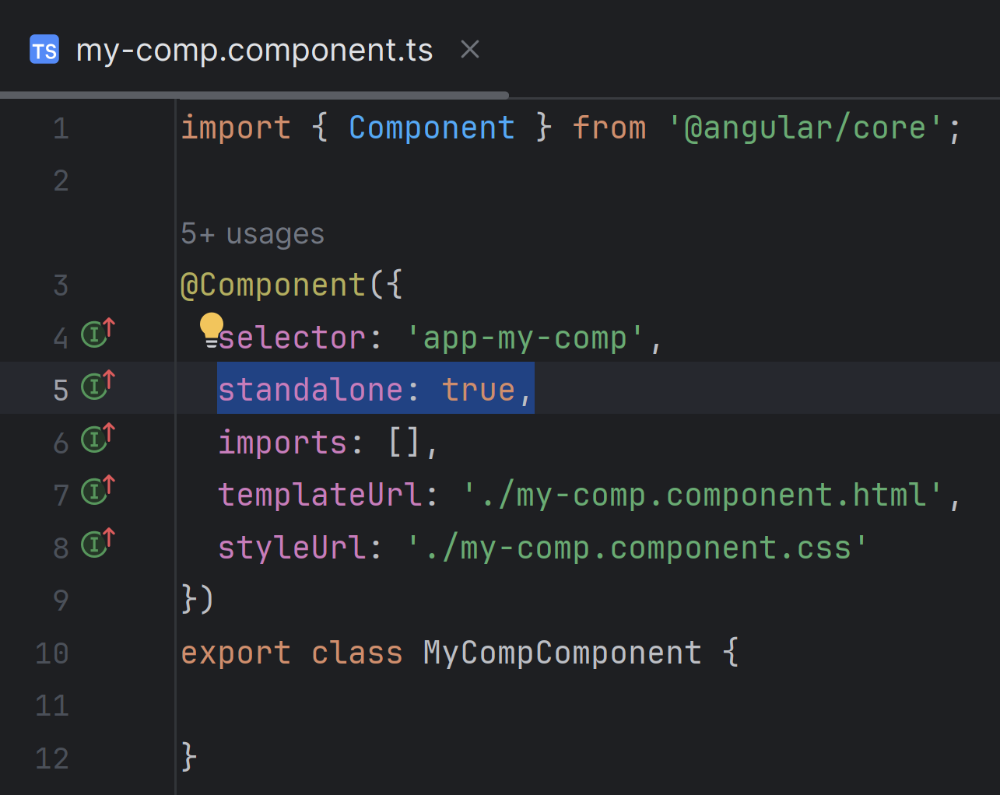 TS my-comp.component.ts
1 import { Component } from '@angular/core';
2
5+ usages
3 @Component({
4 selector: 'app-my-comp',
5 standalone: true,
6 imports: [],
7 templateUrl: './my-comp.component.html',
8 styleUrl: './my-comp.component.css'
9 })
10 export class MyCompComponent {
11
12 }